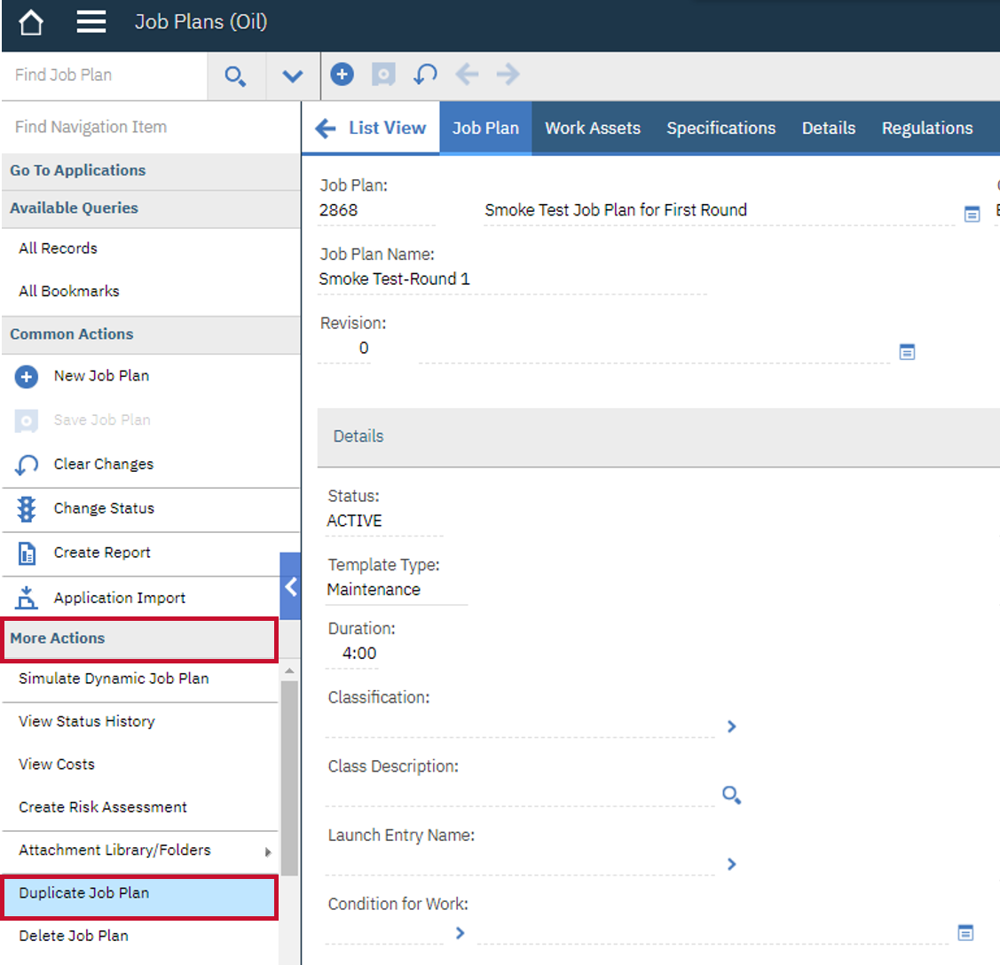 Job Plans (Oil)
Find Job Plan
Find Navigation Item
Go To Applications
Available Queries
All Records
All Bookmarks
Common Actions
New Job Plan
Save Job Plan
Clear Changes
Change Status
Create Report
Application Import
More Actions
Simulate Dynamic Job Plan
View Status History
View Costs
Create Risk Assessment
Attachment Library/Folders
Duplicate Job Plan
Delete Job Plan
List View Job Plan Work Assets Specifications Details Regulations
Job Plan:
2868 Smoke Test Job Plan for First Round
Job Plan Name:
Smoke Test-Round 1
Revision:
0
Details
Status:
ACTIVE
Template Type:
Maintenance
Duration:
4:00
Classification:
Class Description:
Launch Entry Name:
Condition for Work: